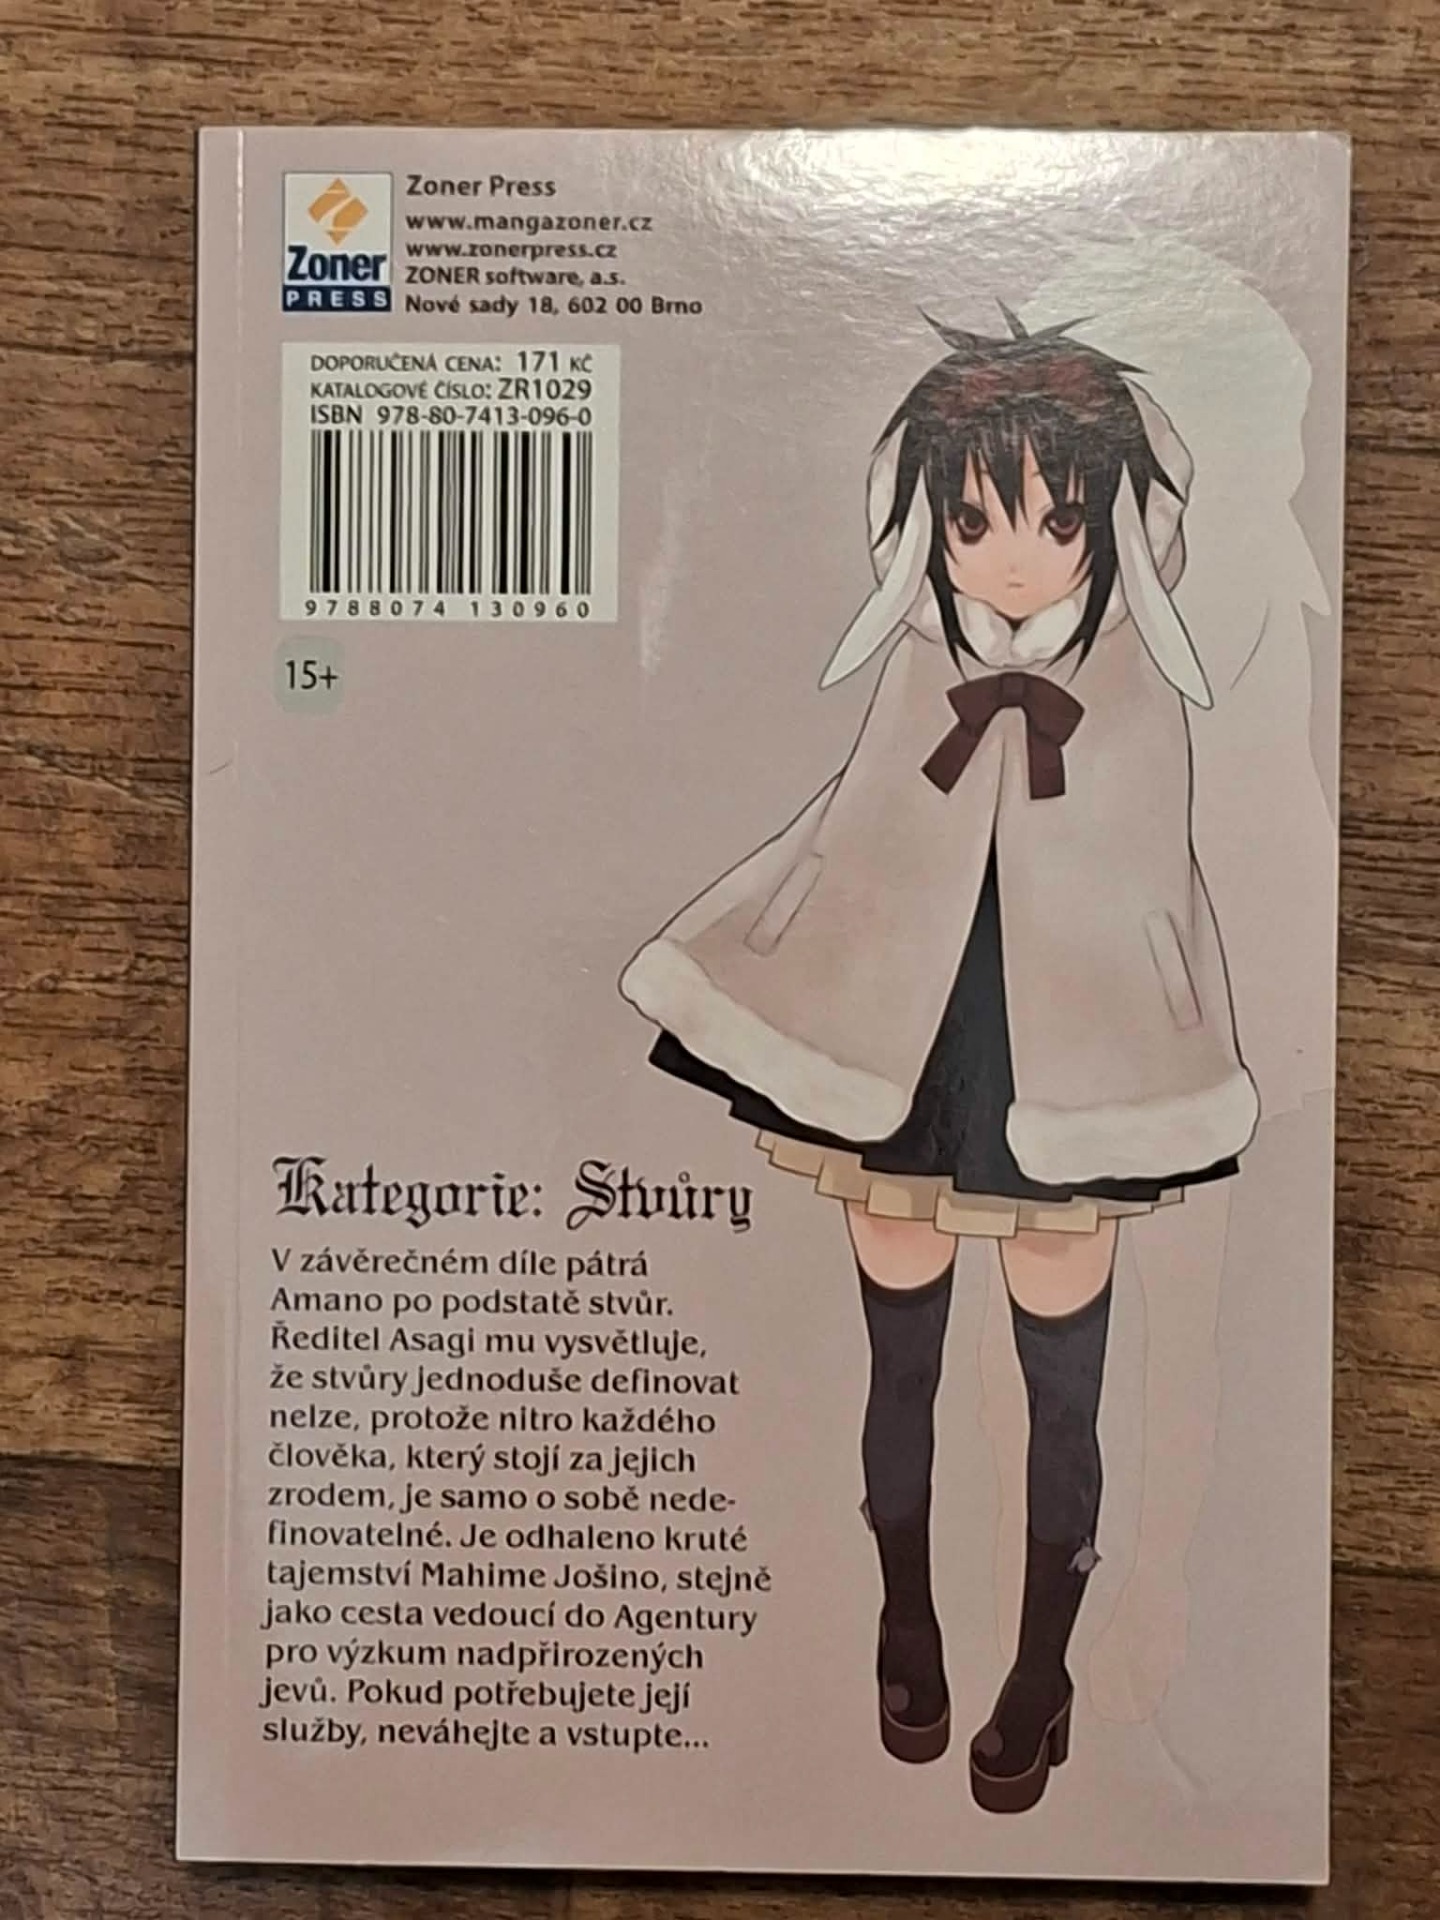 Zoner
PRESS
Zoner Press
www.mangazoner.cz
www.zonerpress.cz
ZONER software, a.s.
Nové sady 18, 602 00 Brno
DOPORUČENÁ CENA: 171 KČ
KATALOGOVÉ ČÍSLO: ZR1029
ISBN 978-80-7413-096-0
9788074 130960
15+
Kategorie: Stvůry
V závěrečném díle pátrá
Amano po podstatě stvůr.
Ředitel Asagi mu vysvětluje,
že stvůry jednoduše definovat
nelze, protože nitro každého
člověka, který stojí za jejich
zrodem, je samo o sobě nede-
finovatelné. Je odhaleno kruté
tajemství Mahime Jošino, stejně
jako cesta vedoucí do Agentury
pro výzkum nadpřirozených
jevů. Pokud potřebujete její
služby, neváhejte a vstupte...